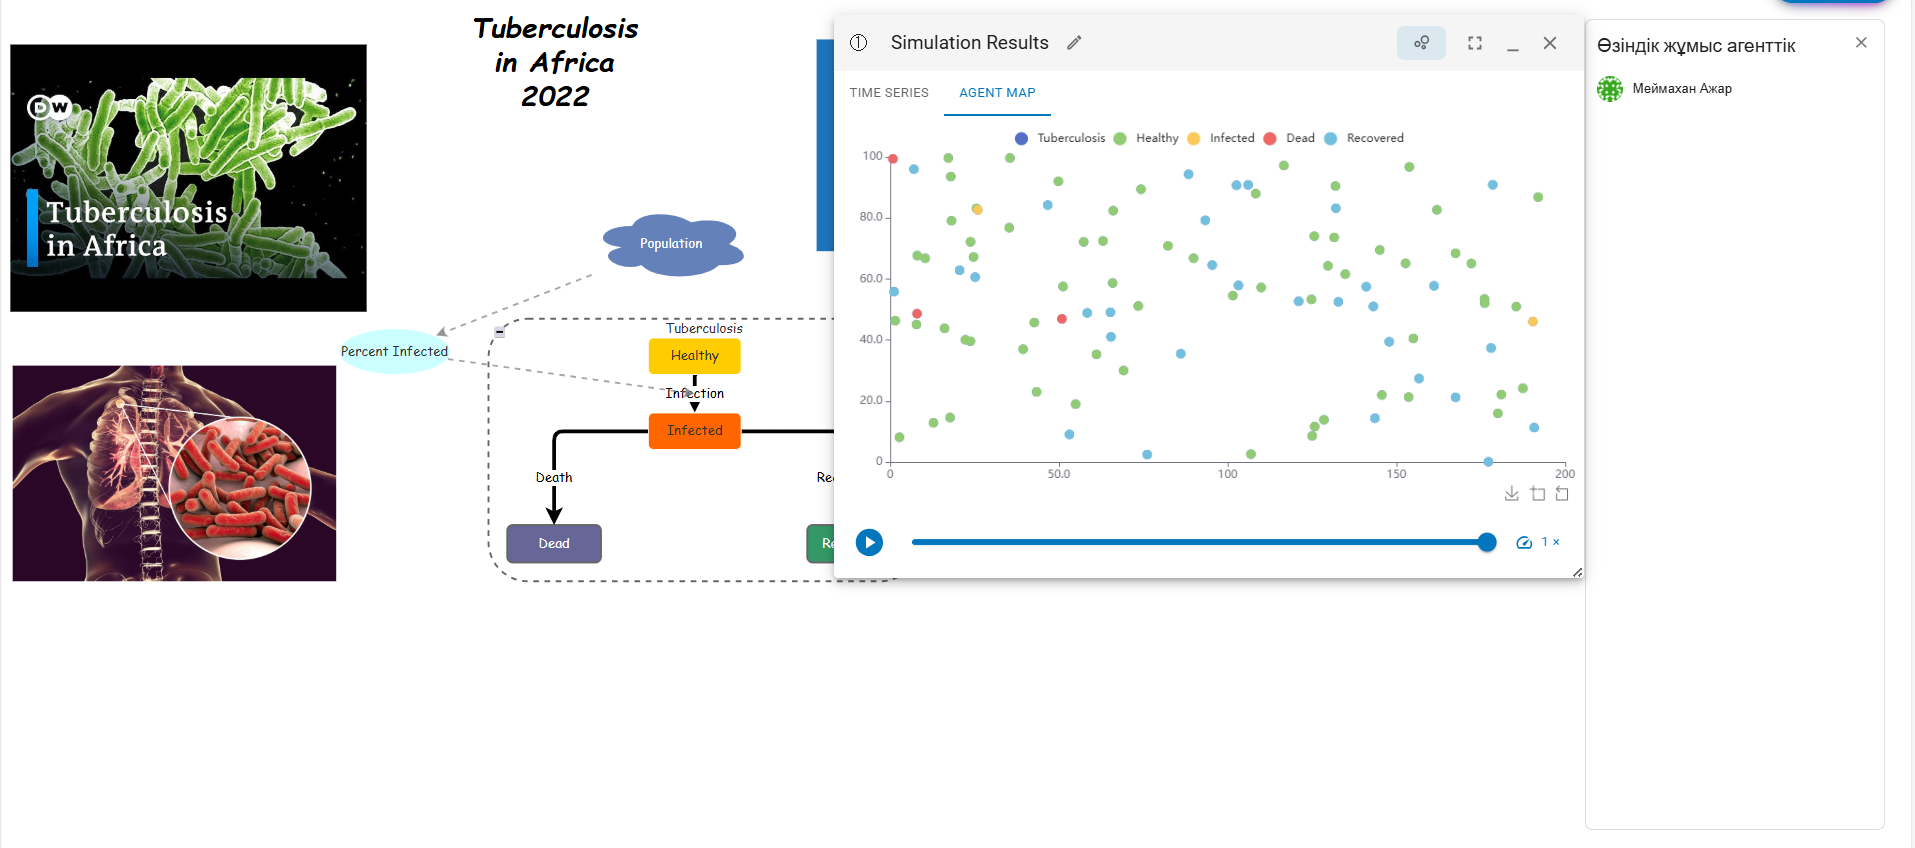 Tuberculosis
in Africa
2022
DW
Tuberculosis
in Africa
Population
Percent Infected
Tuberculosis
Healthy
Infection
Infected
Death
Dead
Simulation Results
TIME SERIES
AGENT MAP
Tuberculosis
Healthy
Infected
Dead
Recovered
100
80.0
60.0
40.0
20.0
0
0
50.0
100
150
200
1 ×
Өзіндік жұмыс агенттік
Меймахан Ажар